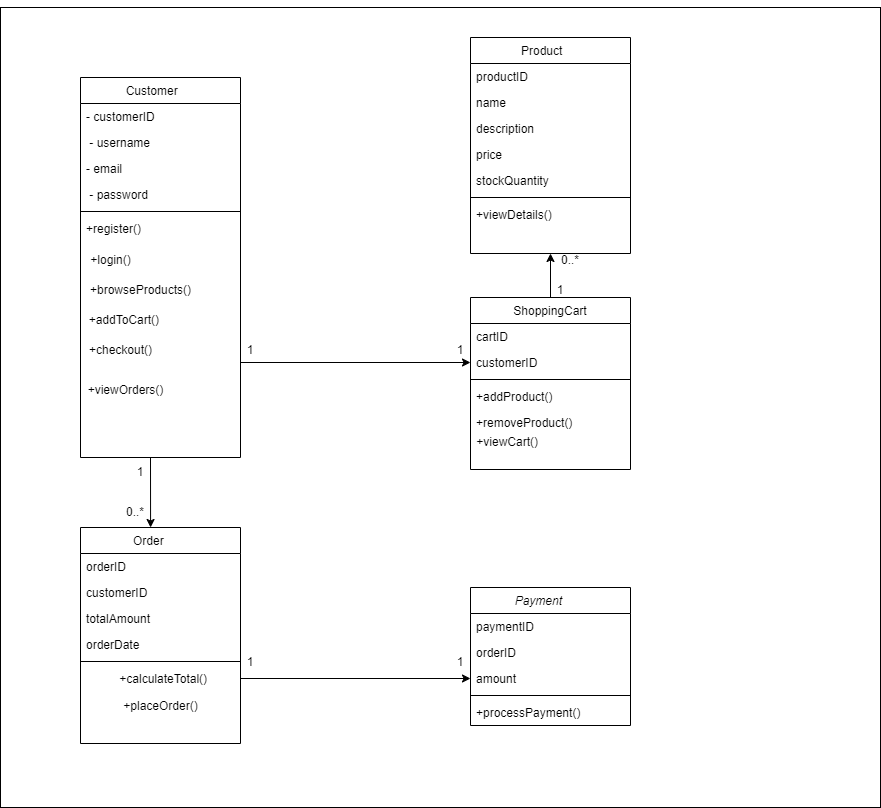 Customer
- customerID
- username
- email
- password
+register()
+login()
+browseProducts()
+addToCart()
+checkout()
+viewOrders()
Product
productID
name
description
price
stockQuantity
+viewDetails()
0..*
1
ShoppingCart
cartID
customerID
+addProduct()
+removeProduct()
+viewCart()
1
1
1
0..*
Order
orderID
customerID
totalAmount
orderDate
+calculateTotal()
+placeOrder()
1
1
Payment
paymentID
orderID
amount
+processPayment()